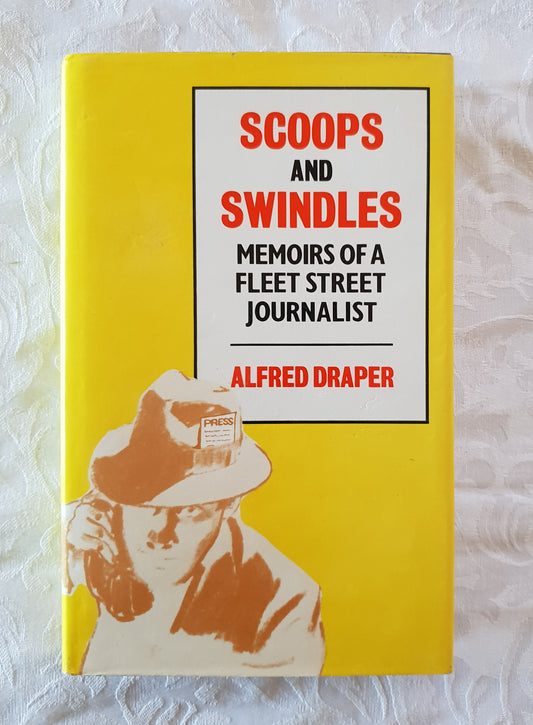 SCOOPS
AND
SWINDLES
MEMOIRS OF A
FLEET STREET
JOURNALIST
ALFRED DRAPER
PRESS